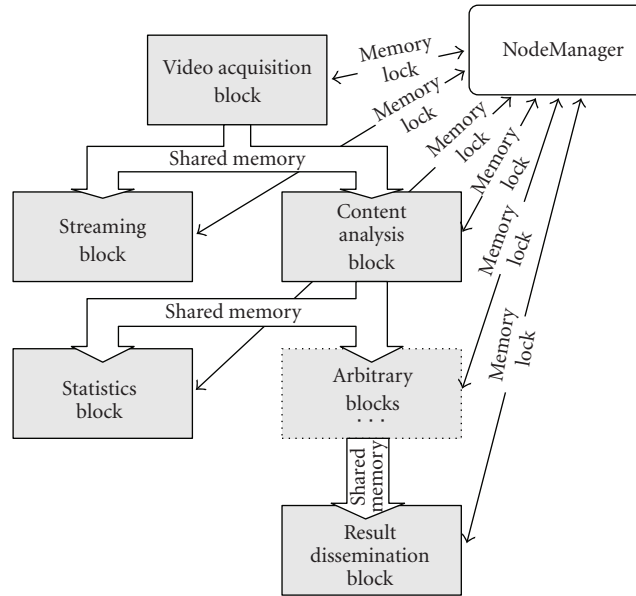 Video acquisition
block
NodeManager
Memory
lock
Memory
lock
Memory
lock
Memory
lock
Memory
lock
Memory
lock
Shared memory
Streaming
block
Content
analysis
block
Shared memory
Statistics
block
Arbitrary
blocks
· · ·
Shared
memory
Result
dissemination
block